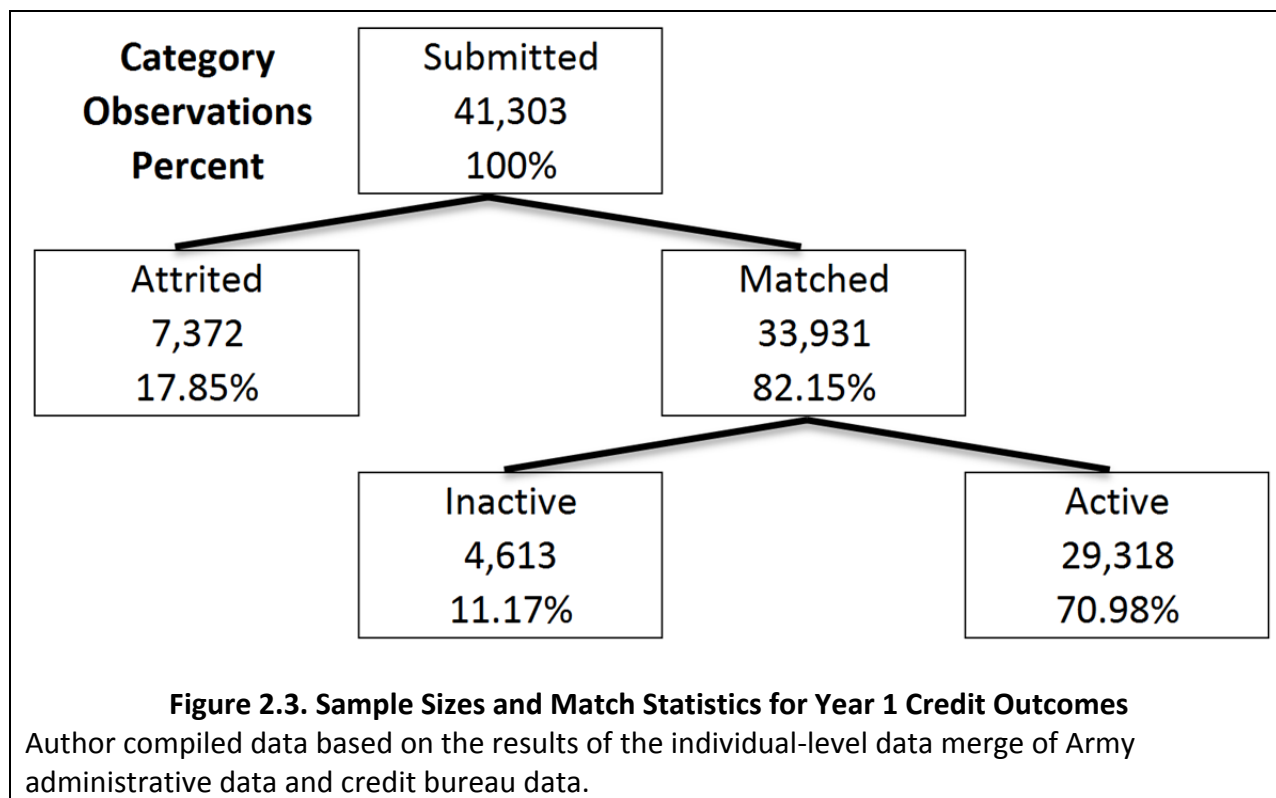 Category
Observations
Percent
Submitted
41,303
100%
Attrited
7,372
17.85%
Matched
33,931
82.15%
Inactive
4,613
11.17%
Active
29,318
70.98%
Figure 2.3. Sample Sizes and Match Statistics for Year 1 Credit Outcomes
Author compiled data based on the results of the individual-level data merge of Army
administrative data and credit bureau data.